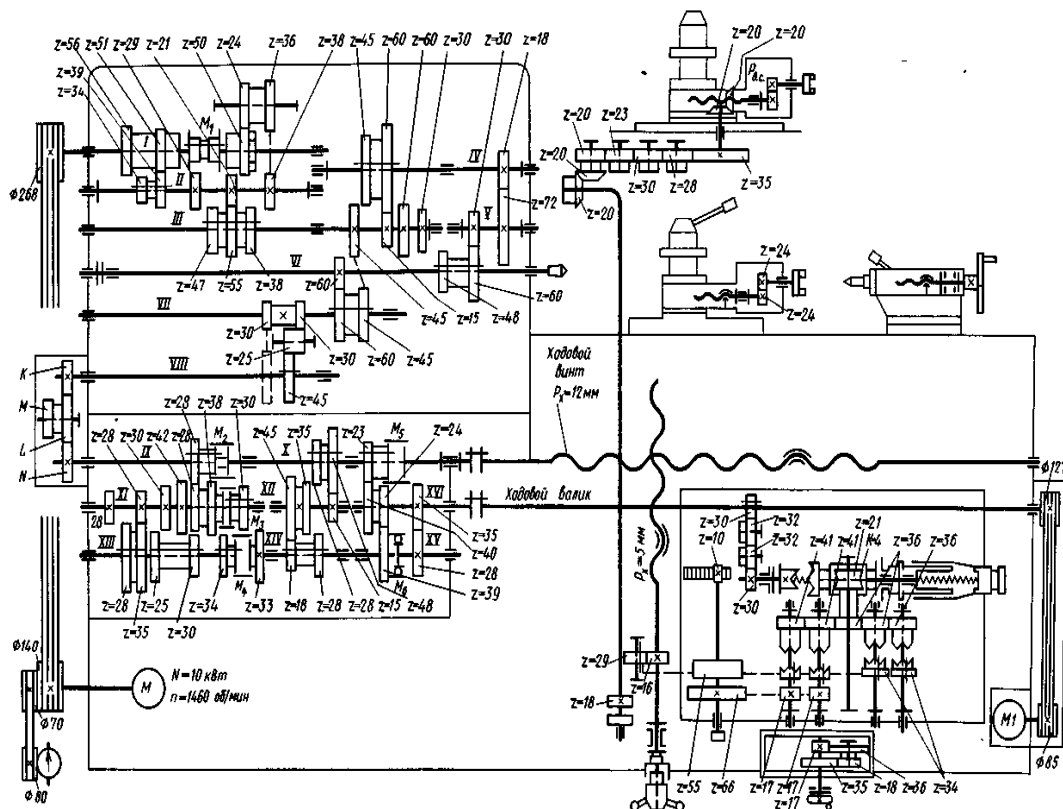 z=56 z=51 z=29 z=21 z=50 z=24 z=36 z=38 z=45 z=60 z=60 z=30 z=30 z=18
z=39
z=34
I
M₁
II
III
IV
V
VI
VII
VIII
z=72
z=47 z=55 z=38
z=60
z=45 z=15 z=48
z=60
z=30
z=25
z=30 z=60 z=45
z=45
Ф268
K
M
L
N
z=20 z=20
Pв.с.
z=20 z=23
z=20
z=30 z=28
z=35
z=20
z=24
z=24
Ходовой
винт
Pх=12мм
z=28 z=38 z=30
z=28 z=30 z=42 z=28
M₂
z=45 z=35
z=23
M₅
z=24
IX
X
XI
28
XII
M₃
XVI
XIII
XIV
XV
z=35
z=40
z=28
M₄
z=28
z=35
z=25
z=30
z=34
z=33
z=18
z=28
z=28
z=15
M₆
z=48
z=39
Ходовой валик
Ф127
Pх=5 мм
z=30
z=10
z=32
z=32
z=30
z=41
z=41
z=21
K=4
z=36
z=36
z=29
z=16
z=18
Ф140
M
N=10 квт
n=1460 об/мин
Ф70
Ф80
M1
Ф85
z=55 z=66
z=17 z=17
z=17
z=35
z=18
z=36
z=34